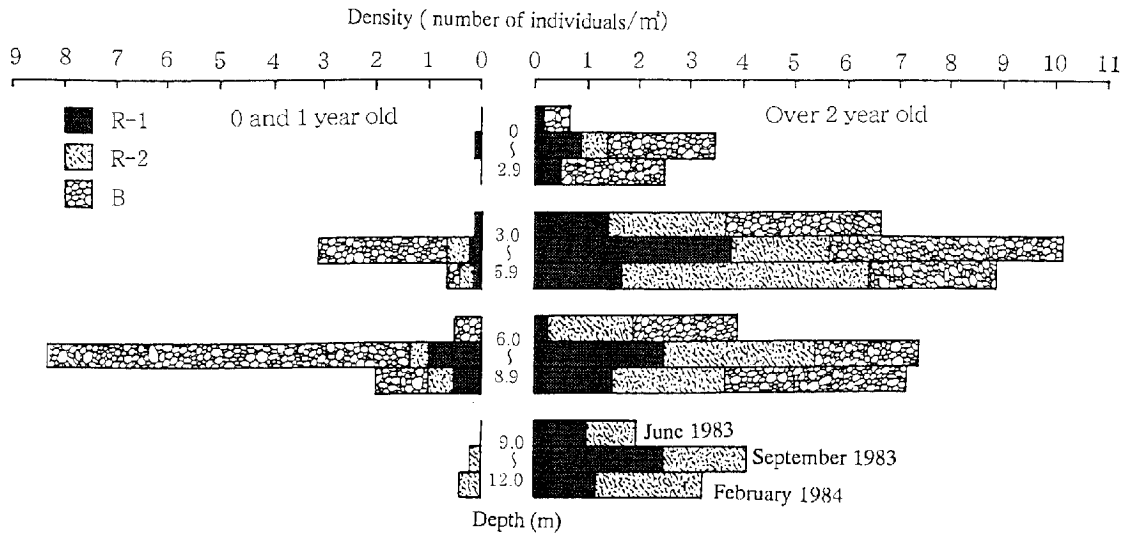 Density ( number of individuals/㎡)
9 8 7 6 5 4 3 2 1 0 0 1 2 3 4 5 6 7 8 9 10 11
R-1 0 and 1 year old Over 2 year old
R-2
B
0
~
2.9
3.0
~
5.9
6.0
~
8.9
9.0
~
12.0
June 1983
September 1983
February 1984
Depth (m)